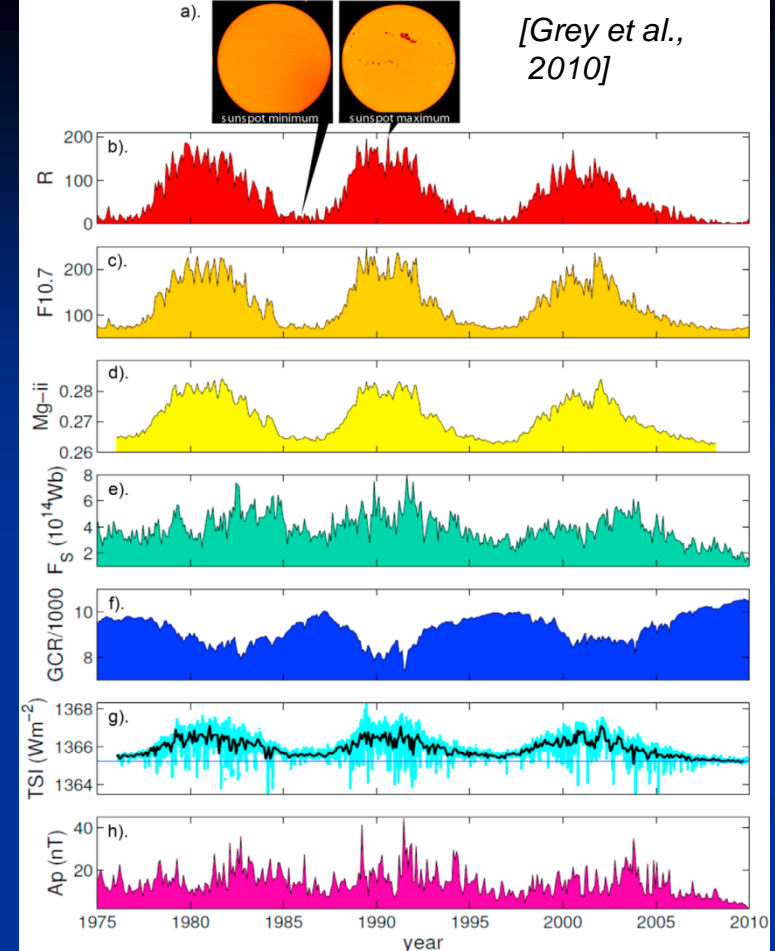 a).
[Grey et al.,
2010]
sunspot minimum
sunspot maximum
b).
R
200
100
0
c).
F10.7
200
100
d).
Mg–ii
0.28
0.27
0.26
e).
F_S (10^14Wb)
8
6
4
2
f).
GCR/1000
10
8
g).
TSI (Wm⁻²)
1368
1366
1364
h).
Ap (nT)
40
20
1975 1980 1985 1990 1995 2000 2005 2010
year